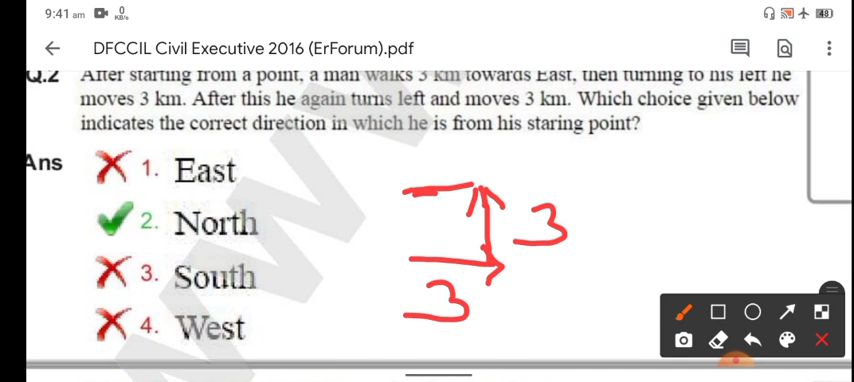 9:41 am 0 KB/s 48
DFCCIL Civil Executive 2016 (ErForum).pdf
Q.2 After starting from a point, a man walks 3 km towards East, then turning to his left he
moves 3 km. After this he again turns left and moves 3 km. Which choice given below
indicates the correct direction in which he is from his staring point?
Ans 1. East
2. North
3. South
4. West
3
3